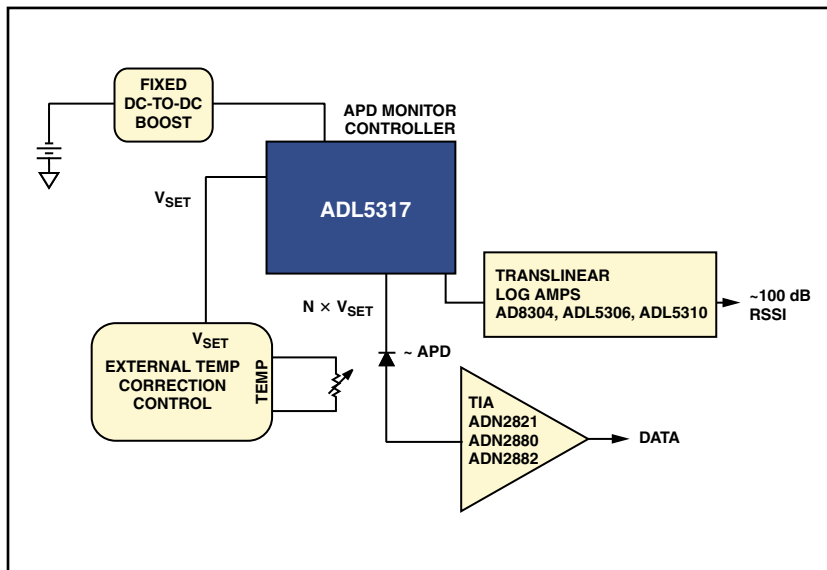 FIXED
DC-TO-DC
BOOST
APD MONITOR
CONTROLLER
ADL5317
VSET
N × VSET
TRANSLINEAR
LOG AMPS
AD8304, ADL5306, ADL5310
~100 dB
RSSI
VSET
EXTERNAL TEMP
CORRECTION
CONTROL
TEMP
~ APD
TIA
ADN2821
ADN2880
ADN2882
DATA